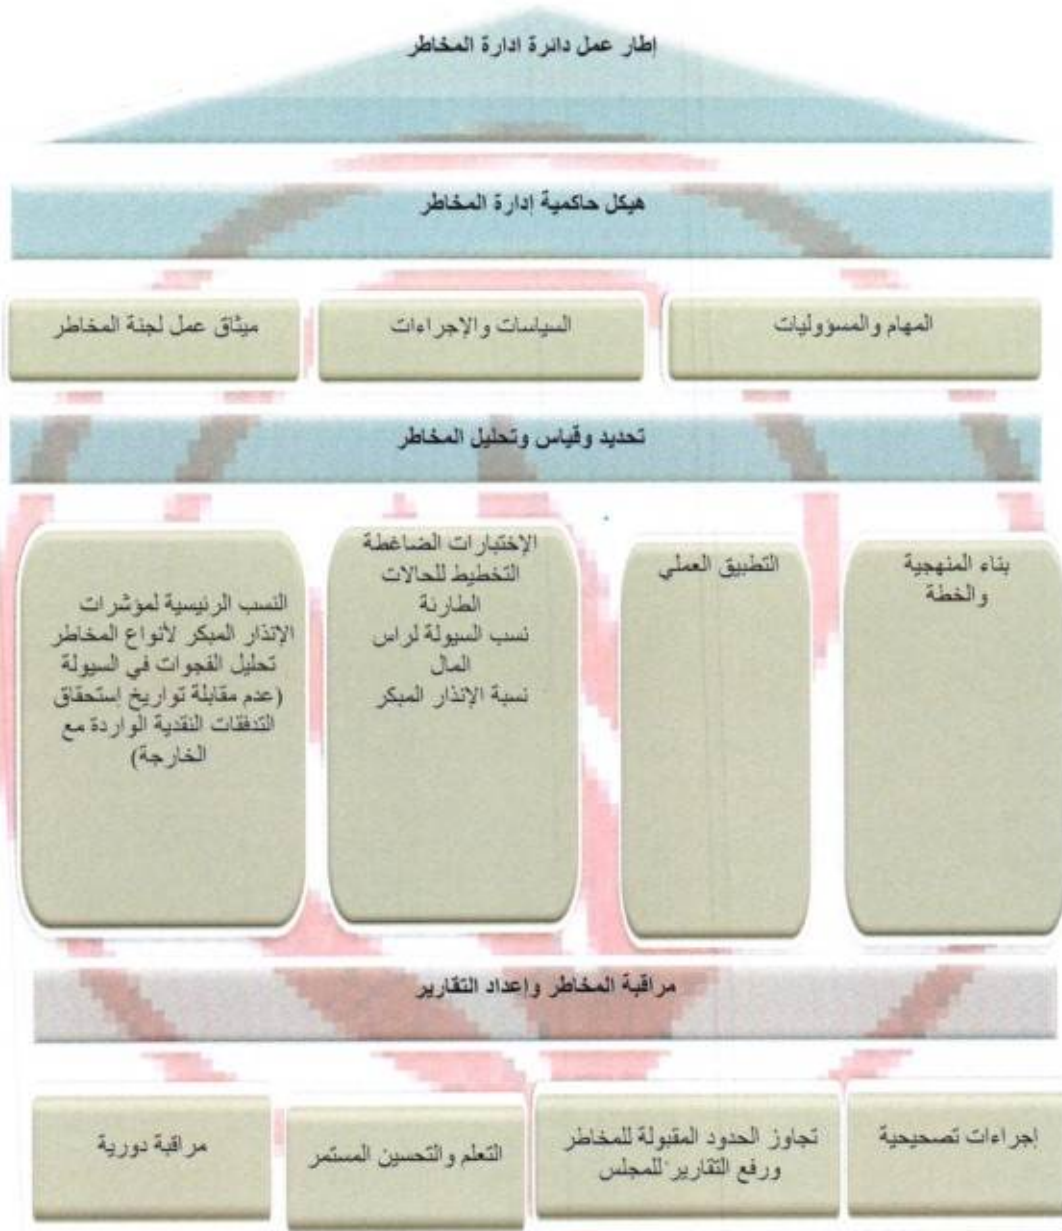 إطار عمل دائرة ادارة المخاطر
هيكل حاكمية إدارة المخاطر
المهام والمسؤوليات
السياسات والإجراءات
ميثاق عمل لجنة المخاطر
تحديد وقياس وتحليل المخاطر
بناء المنهجية
والخطة
التطبيق العملي
الإختبارات الضاغطة
التخطيط للحالات
الطارئة
نسب السيولة لراس
المال
نسبة الإنذار المبكر
النسب الرئيسية لمؤشرات
الإنذار المبكر لأنواع المخاطر
تحليل الفجوات في السيولة
(عدم مقابلة تواريخ إستحقاق
التدفقات النقدية الواردة مع
الخارجة)
مراقبة المخاطر وإعداد التقارير
إجراءات تصحيحية
تجاوز الحدود المقبولة للمخاطر
ورفع التقارير للمجلس
التعلم والتحسين المستمر
مراقبة دورية